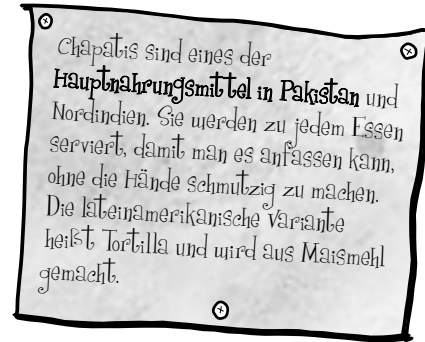 Chapatis sind eines der
Hauptnahrungsmittel in Pakistan und
Nordindien. Sie werden zu jedem Essen
serviert, damit man es anfassen kann,
ohne die Hände schmutzig zu machen.
Die lateinamerikanische Variante
heißt Tortilla und wird aus Maismehl
gemacht.